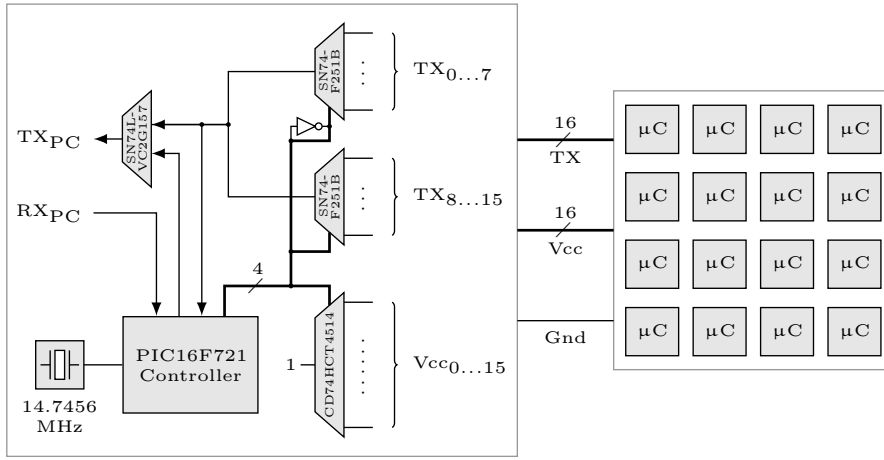 SN74-
F251B
TX0...7
TXPC
SN74L-
VC2G157
16
TX
SN74-
F251B
TX8...15
RXPC
4
16
Vcc
PIC16F721
Controller
1
CD74HCT4514
Vcc0...15
Gnd
14.7456
MHz
µC µC µC µC
µC µC µC µC
µC µC µC µC
µC µC µC µC